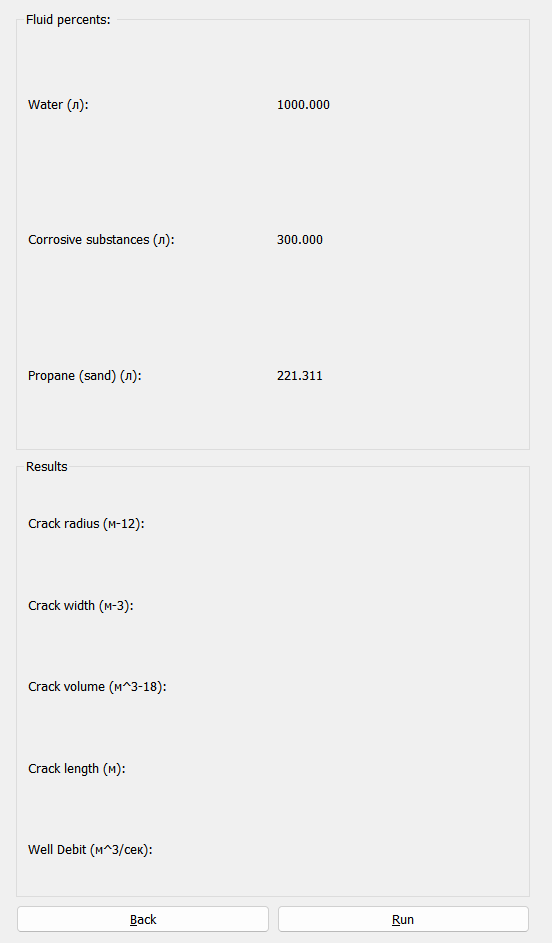 Fluid percents:
Water (л): 1000.000
Corrosive substances (л): 300.000
Propane (sand) (л): 221.311
Results
Crack radius (м-12):
Crack width (м-3):
Crack volume (м^3-18):
Crack length (м):
Well Debit (м^3/сек):
Back Run